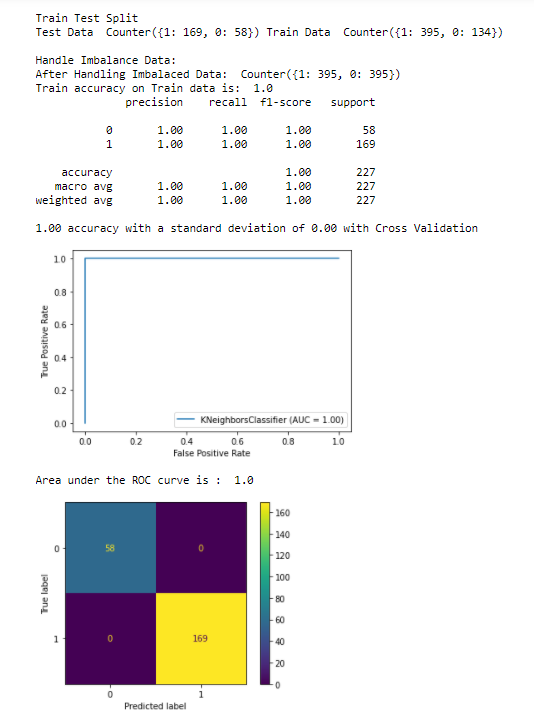 Train Test Split
Test Data  Counter({1: 169, 0: 58}) Train Data  Counter({1: 395, 0: 134})
Handle Imbalance Data:
After Handling Imbalaced Data:  Counter({1: 395, 0: 395})
Train accuracy on Train data is:  1.0
precision    recall  f1-score   support
0       1.00      1.00      1.00        58
1       1.00      1.00      1.00       169
accuracy                           1.00       227
macro avg       1.00      1.00      1.00       227
weighted avg       1.00      1.00      1.00       227
1.00 accuracy with a standard deviation of 0.00 with Cross Validation
1.0
0.8
0.6
0.4
0.2
0.0
True Positive Rate
KNeighborsClassifier (AUC = 1.00)
0.0 0.2 0.4 0.6 0.8 1.0
False Positive Rate
Area under the ROC curve is :  1.0
True label
0
1
58 0
0 169
0 1
Predicted label
160
140
120
100
80
60
40
20
0